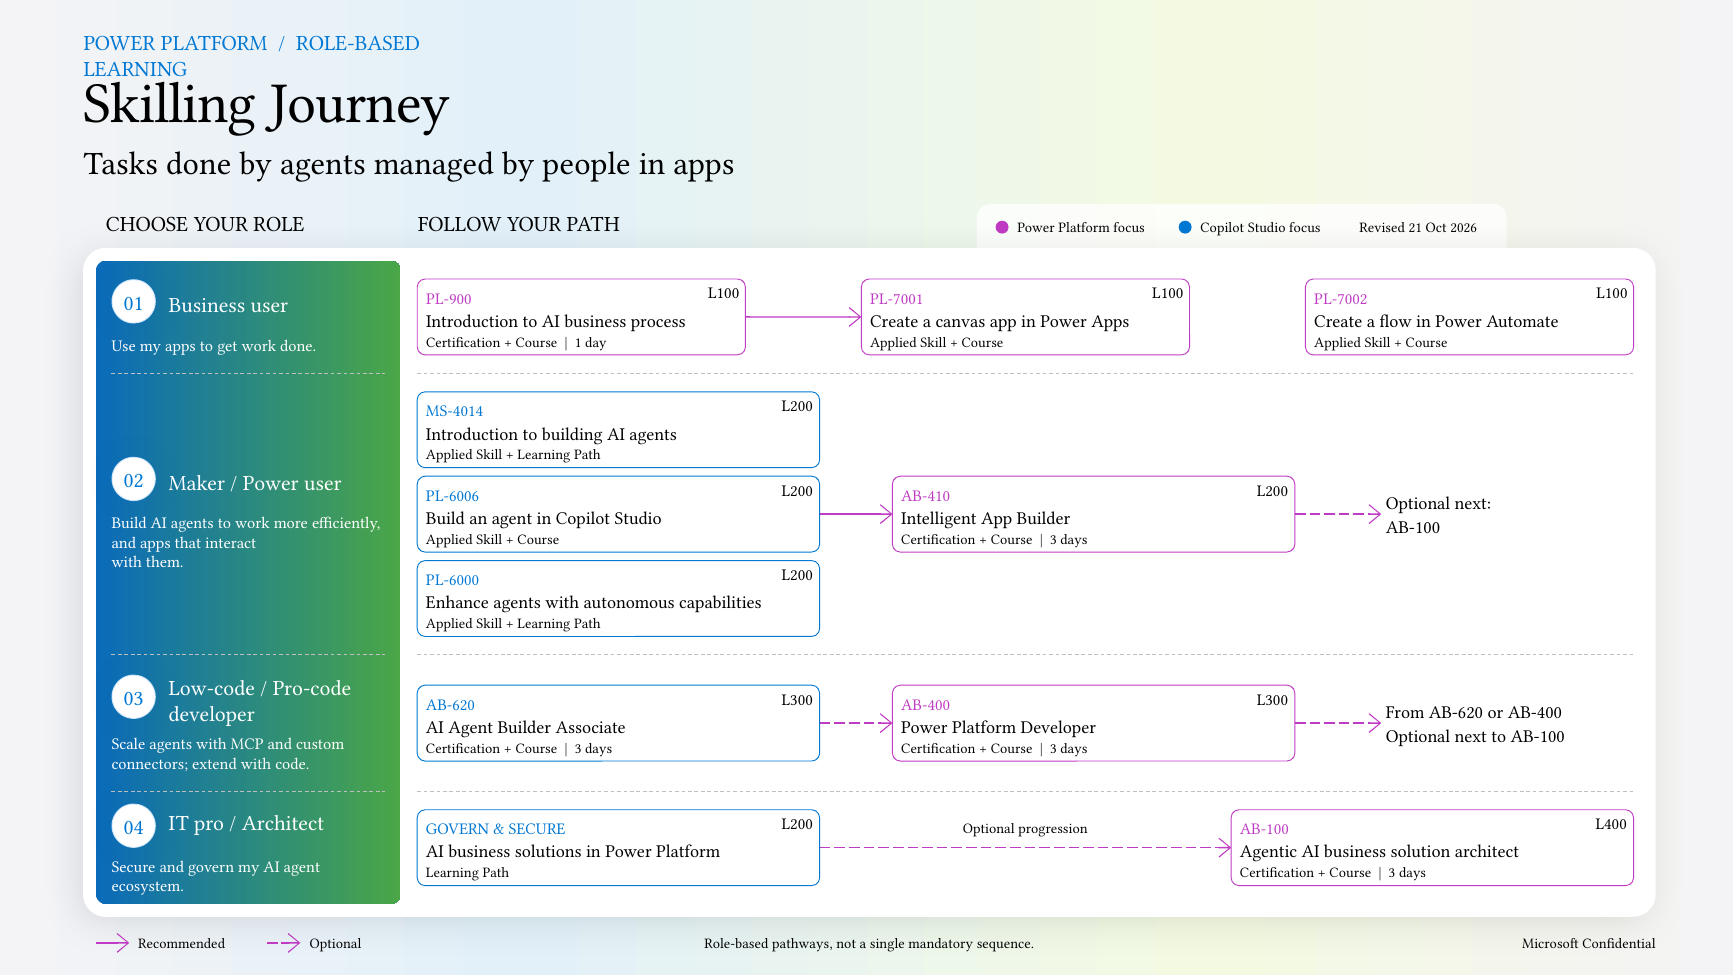 POWER PLATFORM / ROLE-BASED
LEARNING
Skilling Journey
Tasks done by agents managed by people in apps
CHOOSE YOUR ROLE
FOLLOW YOUR PATH
Power Platform focus
Copilot Studio focus
Revised 21 Oct 2026
01
Business user
Use my apps to get work done.
PL-900
L100
Introduction to AI business process
Certification + Course | 1 day
PL-7001
L100
Create a canvas app in Power Apps
Applied Skill + Course
PL-7002
L100
Create a flow in Power Automate
Applied Skill + Course
02
Maker / Power user
Build AI agents to work more efficiently,
and apps that interact
with them.
MS-4014
L200
Introduction to building AI agents
Applied Skill + Learning Path
PL-6006
L200
Build an agent in Copilot Studio
Applied Skill + Course
PL-6000
L200
Enhance agents with autonomous capabilities
Applied Skill + Learning Path
AB-410
L200
Intelligent App Builder
Certification + Course | 3 days
Optional next:
AB-100
03
Low-code / Pro-code
developer
Scale agents with MCP and custom
connectors; extend with code.
AB-620
L300
AI Agent Builder Associate
Certification + Course | 3 days
AB-400
L300
Power Platform Developer
Certification + Course | 3 days
From AB-620 or AB-400
Optional next to AB-100
04
IT pro / Architect
Secure and govern my AI agent
ecosystem.
GOVERN & SECURE
L200
AI business solutions in Power Platform
Learning Path
Optional progression
AB-100
L400
Agentic AI business solution architect
Certification + Course | 3 days
Recommended
Optional
Role-based pathways, not a single mandatory sequence.
Microsoft Confidential